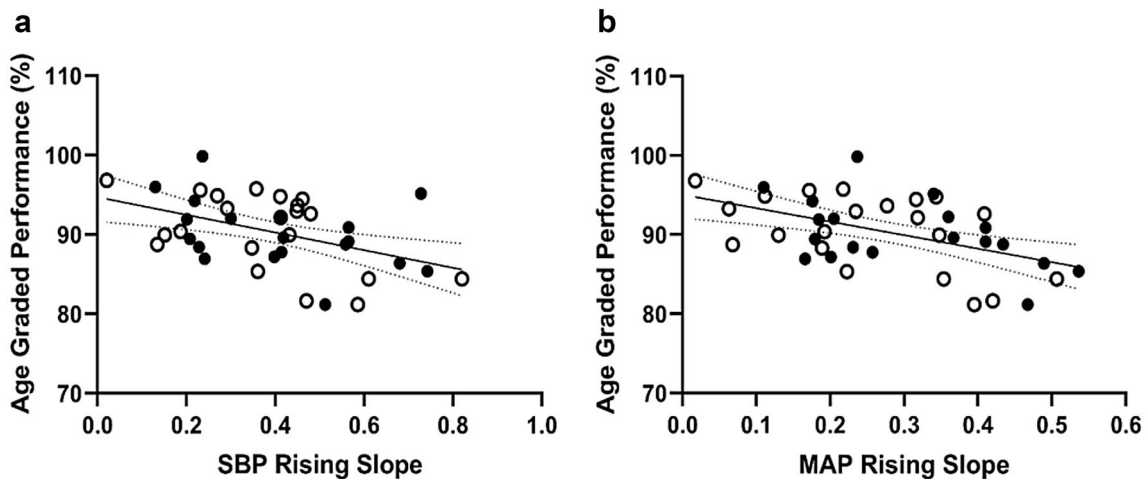 a
Age Graded Performance (%)
110
100
90
80
70
0.0 0.2 0.4 0.6 0.8 1.0
SBP Rising Slope
b
Age Graded Performance (%)
110
100
90
80
70
0.0 0.1 0.2 0.3 0.4 0.5 0.6
MAP Rising Slope